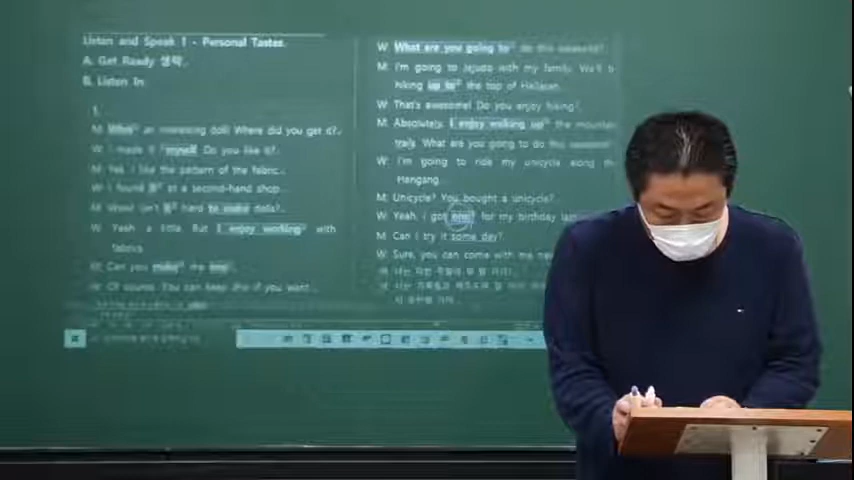 Listen and Speak 1 - Personal Tastes
A. Get Ready 생략
B. Listen In
1.
M: What an interesting doll! Where did you get it?
W: I made it myself. Do you like it?
M: Yes. I like the pattern of the fabric.
W: I found it at a second-hand shop.
M: Wow! Isn't it hard to make dolls?
W: Yeah, a little. But I enjoy working with
fabrics.
M: Can you make me one?
W: Of course. You can keep this if you want.
W: What are you going to do this weekend?
M: I'm going to Jejudo with my family. We'll b
hiking up to the top of Hallasan.
W: That's awesome! Do you enjoy hiking?
M: Absolutely. I enjoy walking up the mountai
trails. What are you going to do this weekend
W: I'm going to ride my unicycle along th
Hangang.
M: Unicycle? You bought a unicycle?
W: Yeah, I got one for my birthday las
M: Can I try it some day?
W: Sure, you can come with me